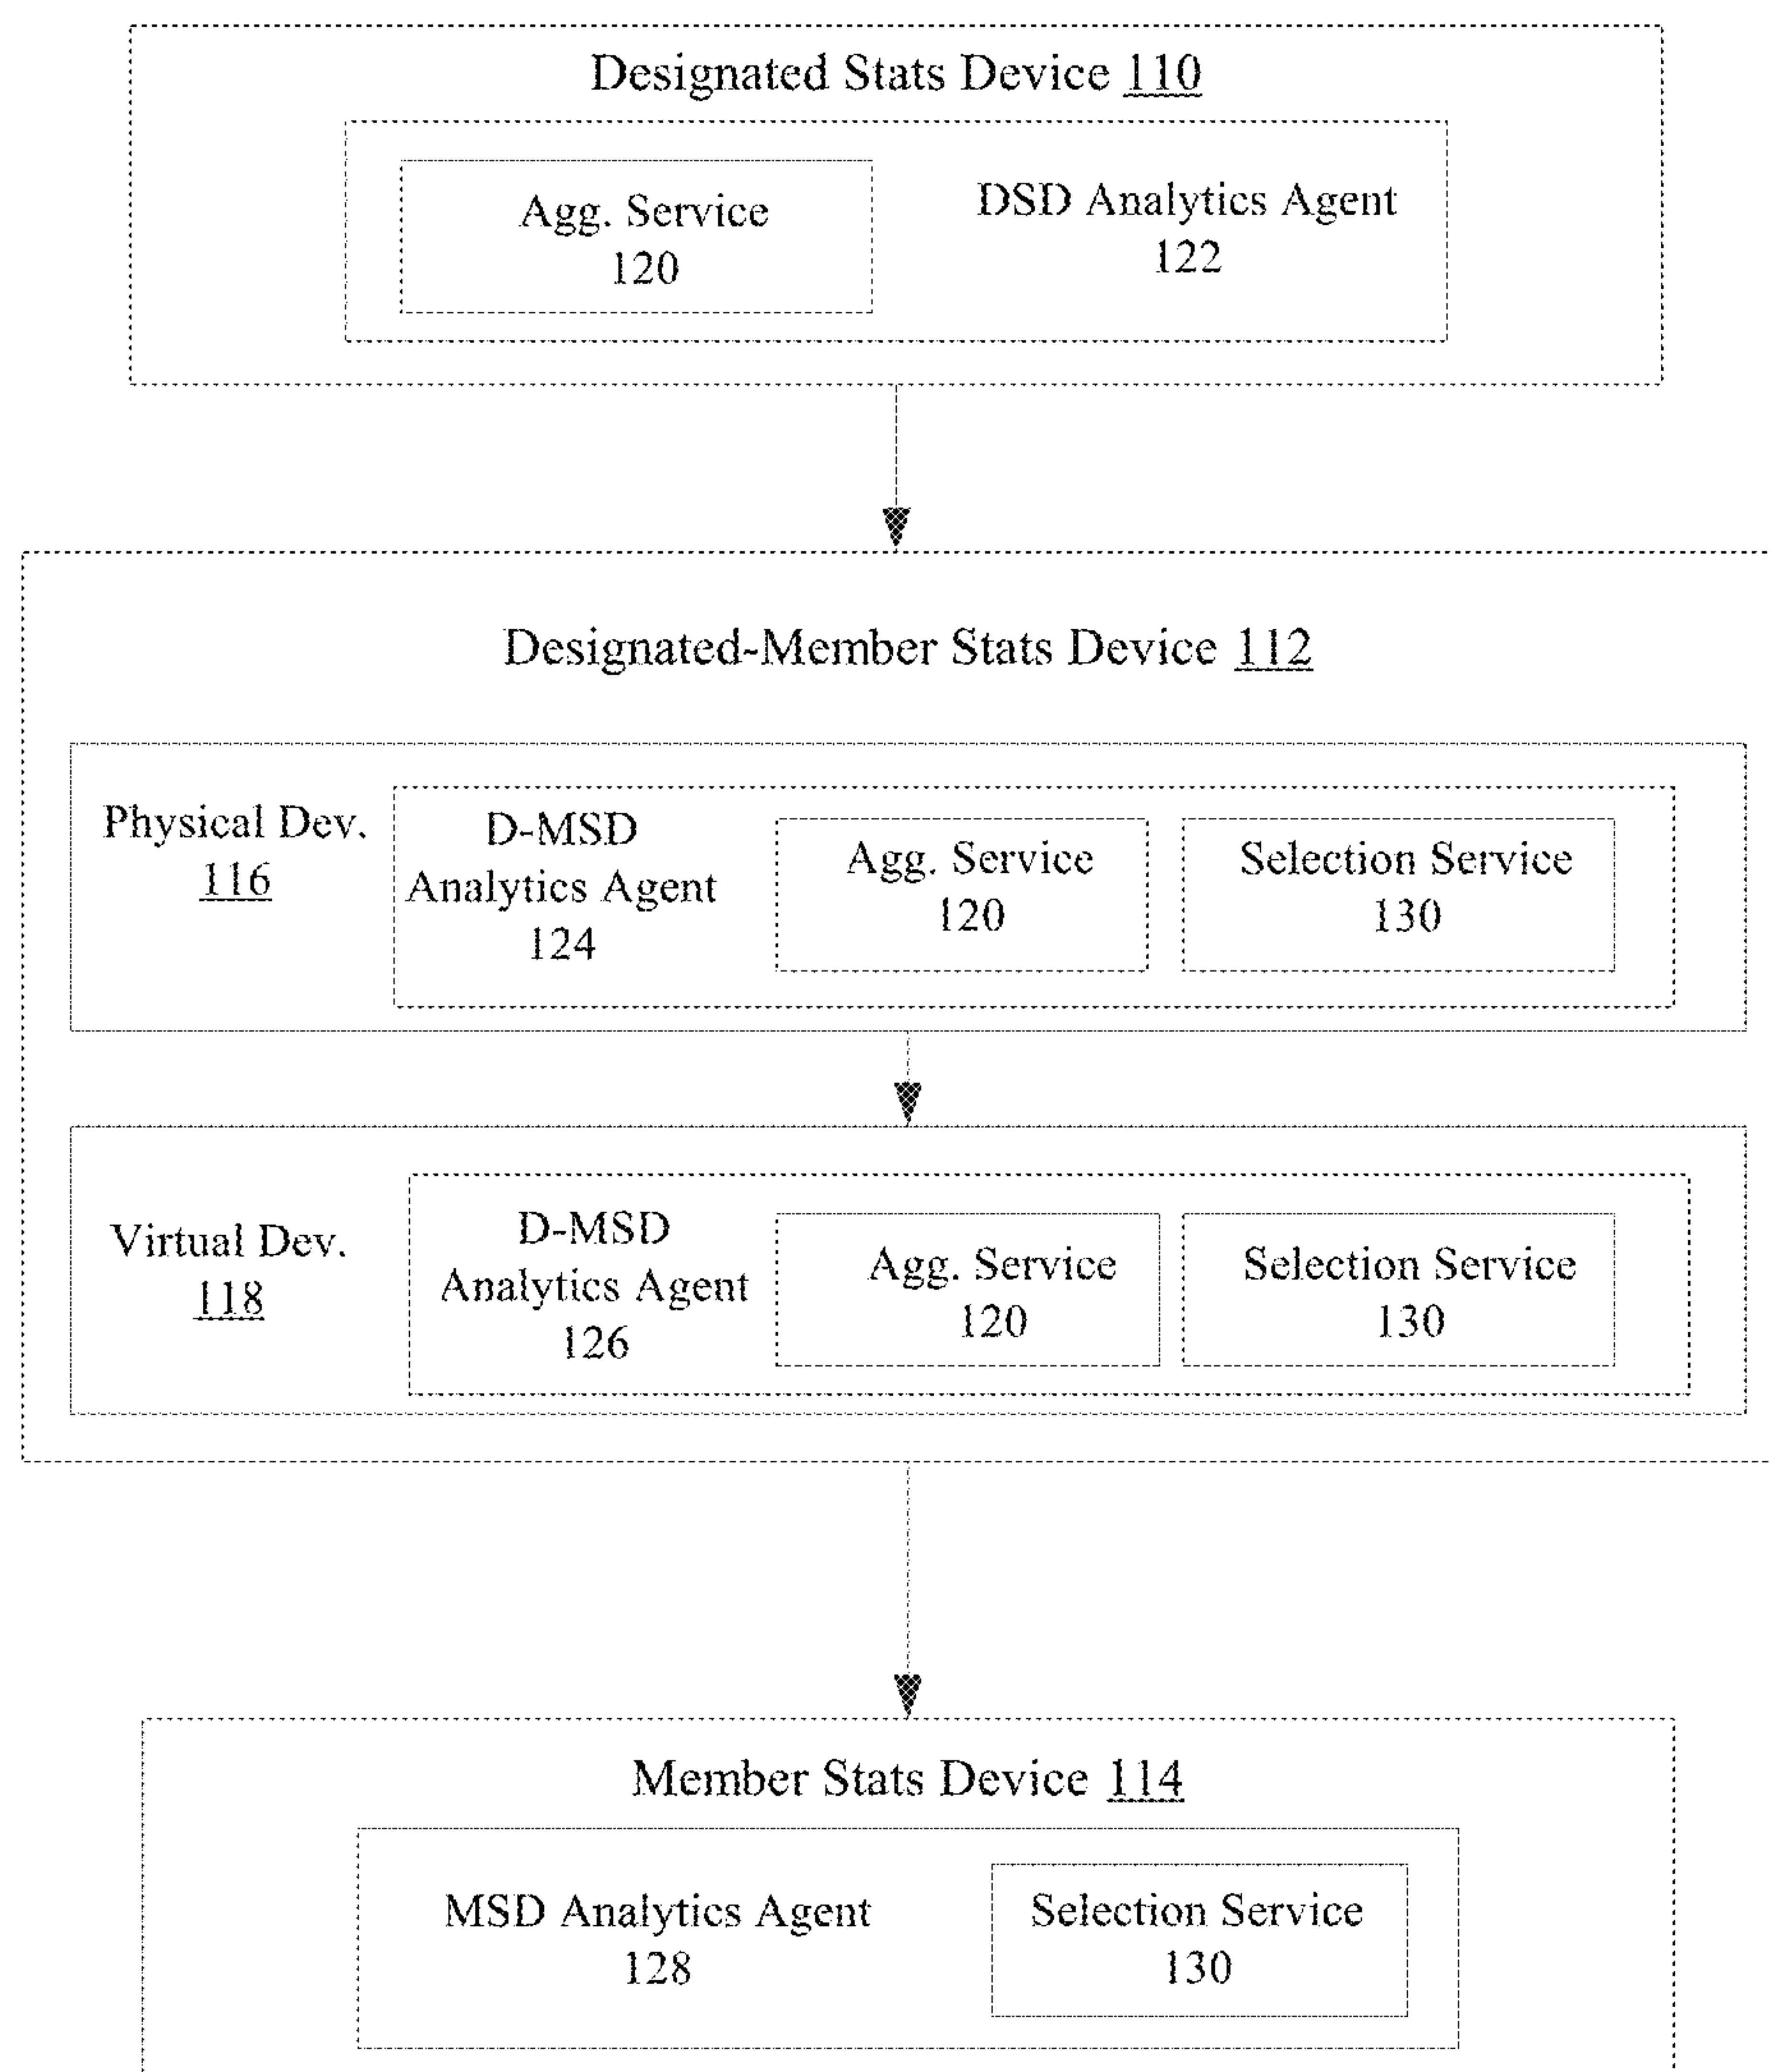 Designated Stats Device 110
Agg. Service
120
DSD Analytics Agent
122
Designated-Member Stats Device 112
Physical Dev.
116
D-MSD
Analytics Agent
124
Agg. Service
120
Selection Service
130
Virtual Dev.
118
D-MSD
Analytics Agent
126
Agg. Service
120
Selection Service
130
Member Stats Device 114
MSD Analytics Agent
128
Selection Service
130